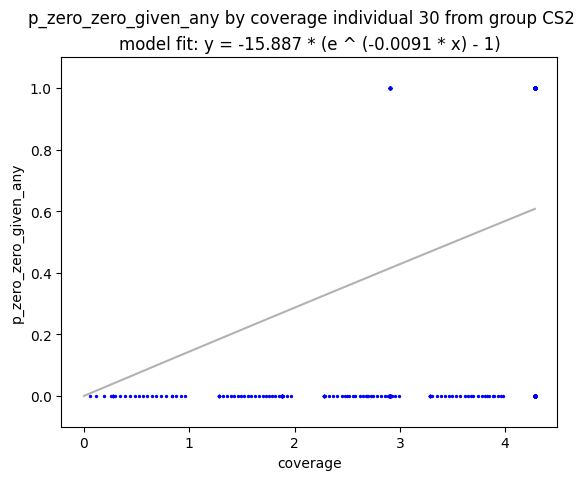 p_zero_zero_given_any by coverage individual 30 from group CS2
model fit: y = -15.887 * (e ^ (-0.0091 * x) - 1)
p_zero_zero_given_any
1.0
0.8
0.6
0.4
0.2
0.0
0
1
2
3
4
coverage